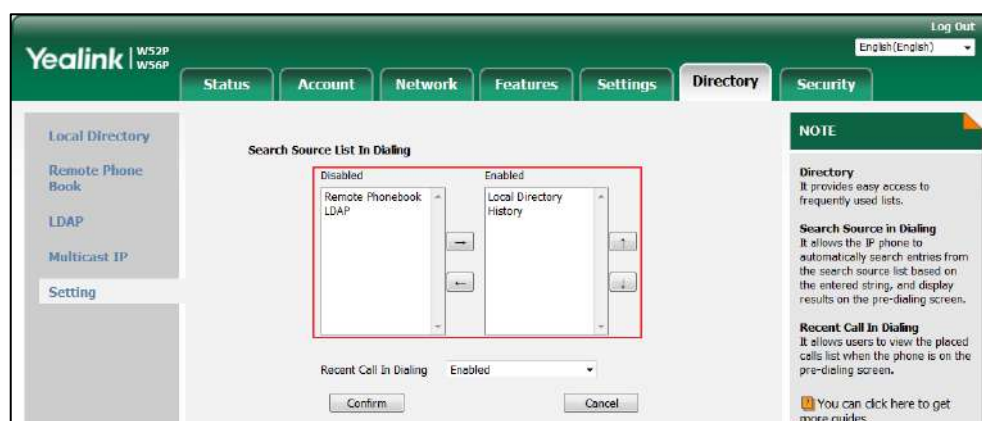 Log Out
Yealink | W52P W56P
English(English)
Status Account Network Features Settings Directory Security
Local Directory
Remote Phone
Book
LDAP
Multicast IP
Setting
Search Source List In Dialing
Disabled Enabled
Remote Phonebook
LDAP
Local Directory
History
→ ↑
← ↓
Recent Call In Dialing Enabled
Confirm Cancel
NOTE
Directory
It provides easy access to
frequently used lists.
Search Source in Dialing
It allows the IP phone to
automatically search entries from
the search source list based on
the entered string, and display
results on the pre-dialing screen.
Recent Call In Dialing
It allows users to view the placed
calls list when the phone is on the
pre-dialing screen.
You can click here to get
more guides